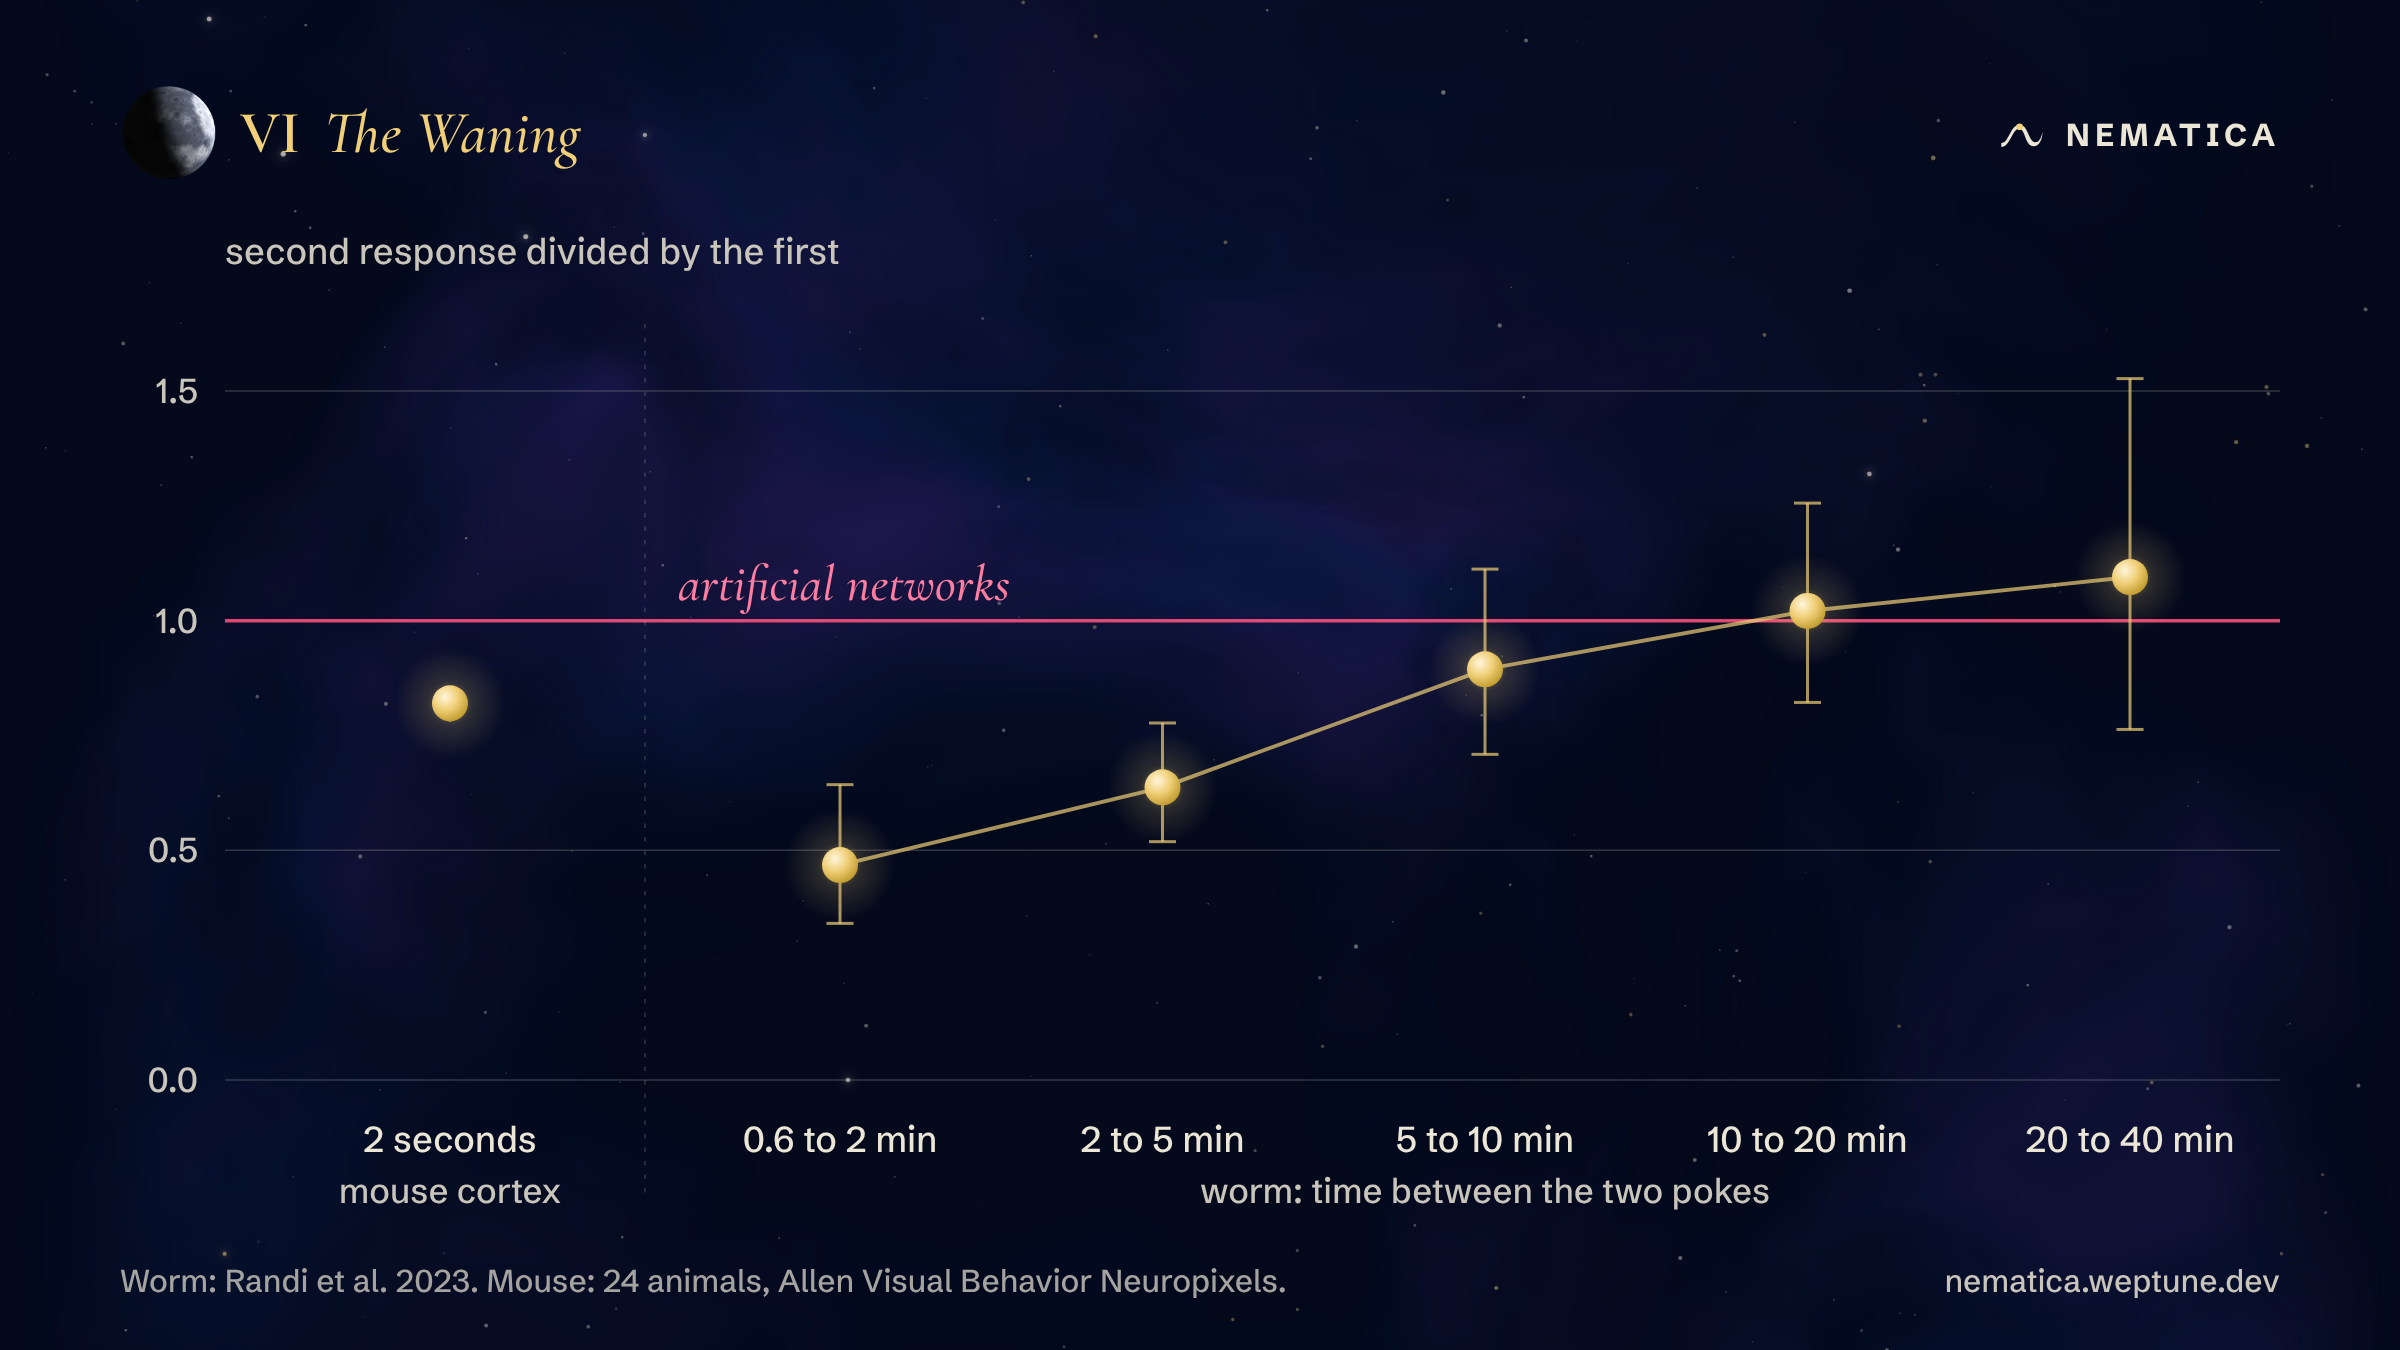 VI The Waning
NEMATICA
second response divided by the first
1.5
artificial networks
1.0
0.5
0.0
2 seconds
0.6 to 2 min
2 to 5 min
5 to 10 min
10 to 20 min
20 to 40 min
mouse cortex
worm: time between the two pokes
Worm: Randi et al. 2023. Mouse: 24 animals, Allen Visual Behavior Neuropixels.
nematica.weptune.dev